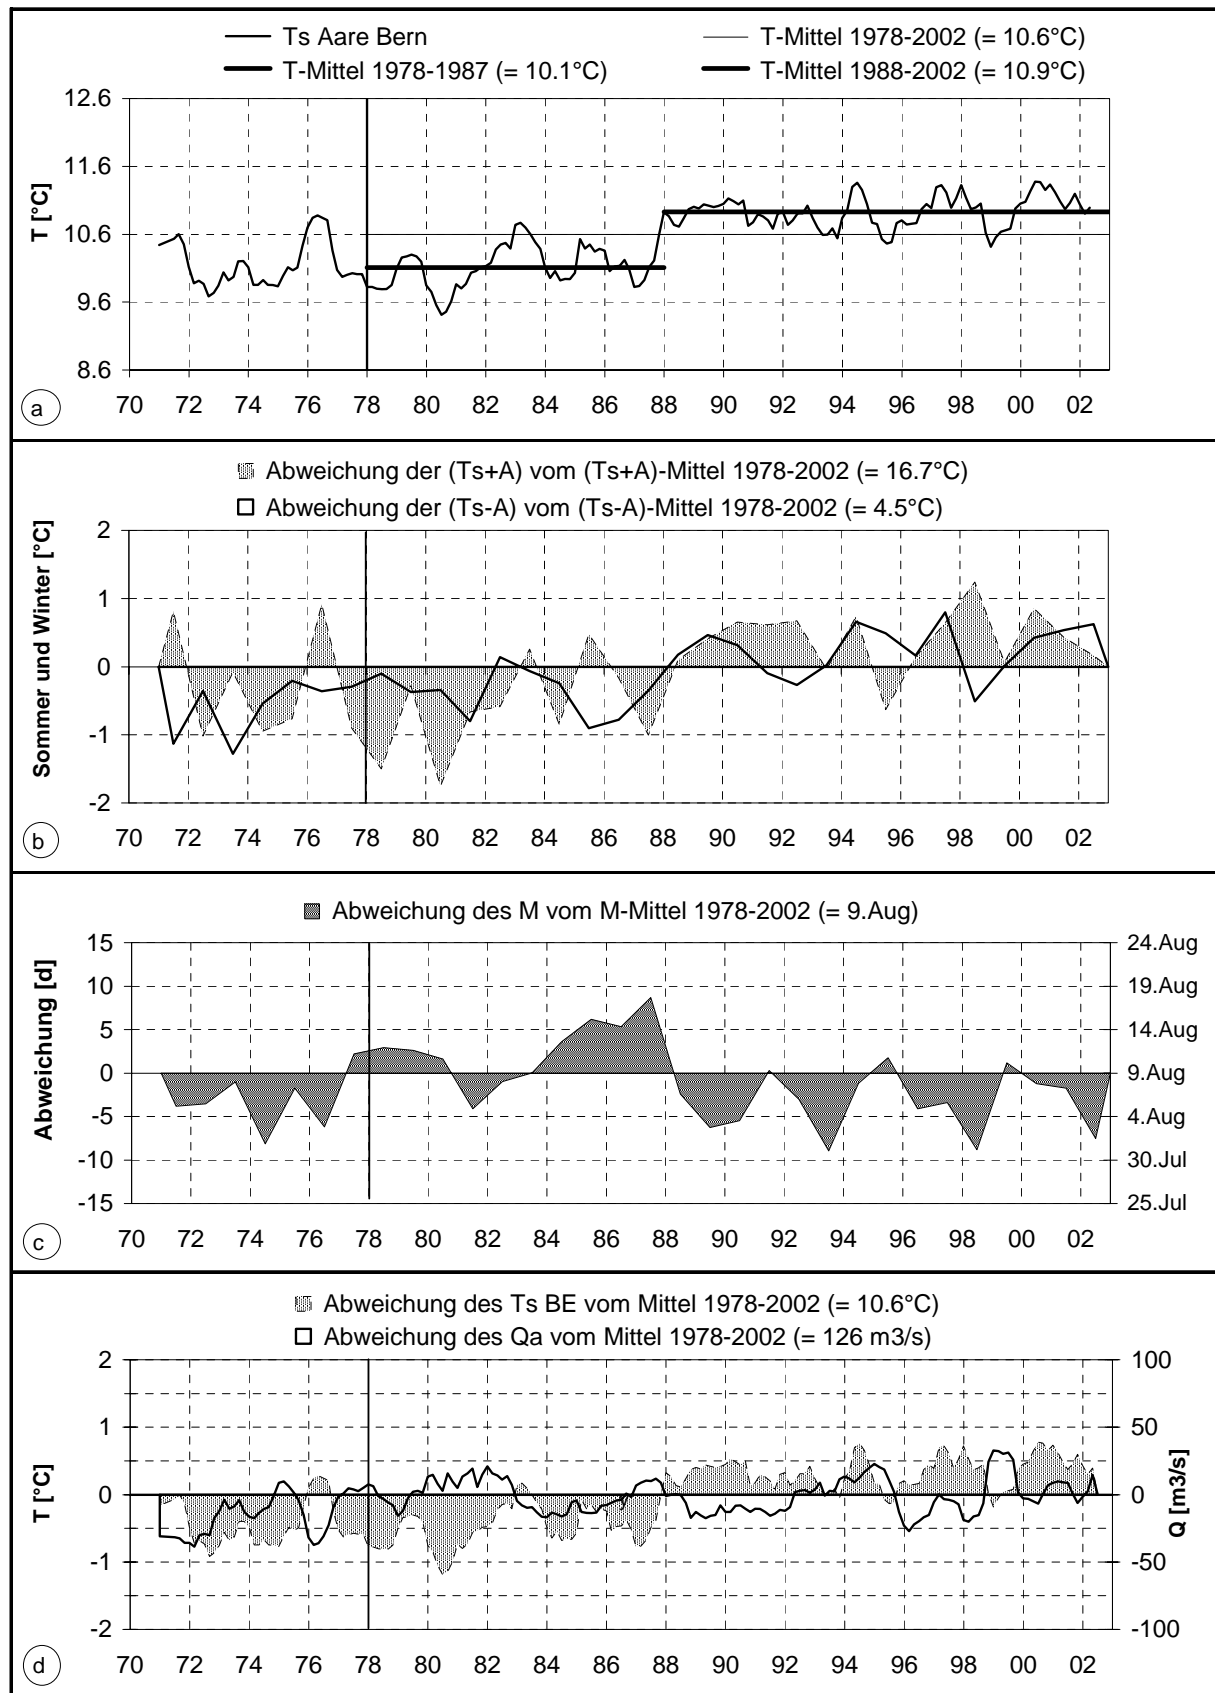 Ts Aare Bern T-Mittel 1978-2002 (= 10.6°C)
T-Mittel 1978-1987 (= 10.1°C) T-Mittel 1988-2002 (= 10.9°C)
T [°C]
12.6
11.6
10.6
9.6
8.6
70 72 74 76 78 80 82 84 86 88 90 92 94 96 98 00 02
a
Abweichung der (Ts+A) vom (Ts+A)-Mittel 1978-2002 (= 16.7°C)
Abweichung der (Ts-A) vom (Ts-A)-Mittel 1978-2002 (= 4.5°C)
Sommer und Winter [°C]
2
1
0
-1
-2
70 72 74 76 78 80 82 84 86 88 90 92 94 96 98 00 02
b
Abweichung des M vom M-Mittel 1978-2002 (= 9.Aug)
Abweichung [d]
15 24.Aug
10 19.Aug
5 14.Aug
0 9.Aug
-5 4.Aug
-10 30.Jul
-15 25.Jul
70 72 74 76 78 80 82 84 86 88 90 92 94 96 98 00 02
c
Abweichung des Ts BE vom Mittel 1978-2002 (= 10.6°C)
Abweichung des Qa vom Mittel 1978-2002 (= 126 m3/s)
T [°C]
2 100
1 50
0 0
-1 -50
-2 -100
Q [m3/s]
70 72 74 76 78 80 82 84 86 88 90 92 94 96 98 00 02
d